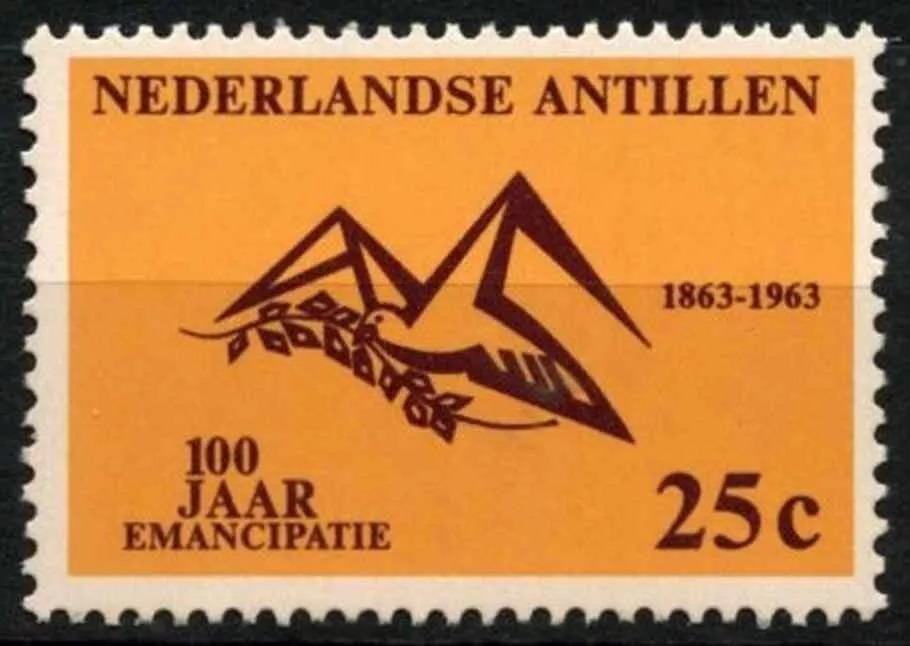 NEDERLANDSE ANTILLEN
1863-1963
100
JAAR
EMANCIPATIE
25c